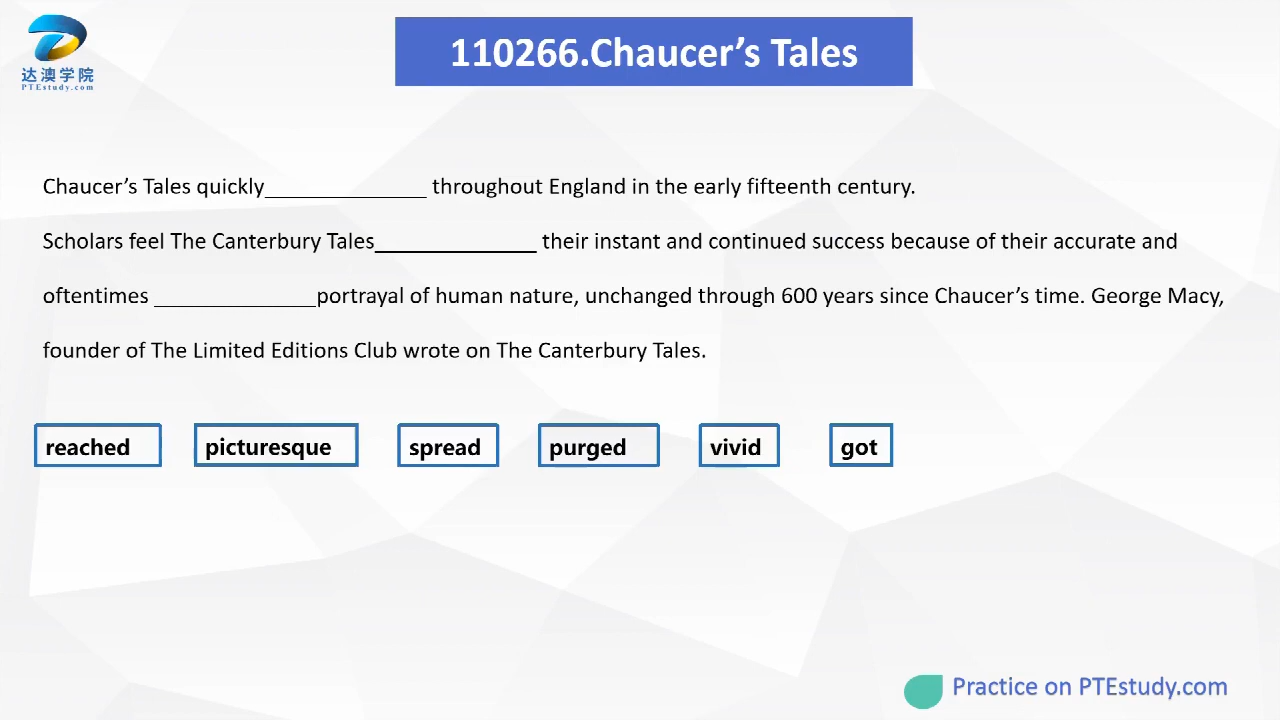 达澳学院
PTEstudy.com
110266.Chaucer’s Tales
Chaucer’s Tales quickly______________ throughout England in the early fifteenth century.
Scholars feel The Canterbury Tales______________ their instant and continued success because of their accurate and
oftentimes ______________portrayal of human nature, unchanged through 600 years since Chaucer’s time. George Macy,
founder of The Limited Editions Club wrote on The Canterbury Tales.
reached picturesque spread purged vivid got
Practice on PTEstudy.com